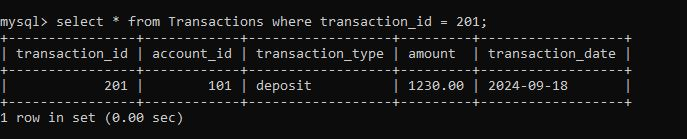 mysql> select * from Transactions where transaction_id = 201;
+----------------+------------+------------------+---------+------------------+
| transaction_id | account_id | transaction_type | amount  | transaction_date |
+----------------+------------+------------------+---------+------------------+
|            201 |        101 | deposit          | 1230.00 | 2024-09-18       |
+----------------+------------+------------------+---------+------------------+
1 row in set (0.00 sec)